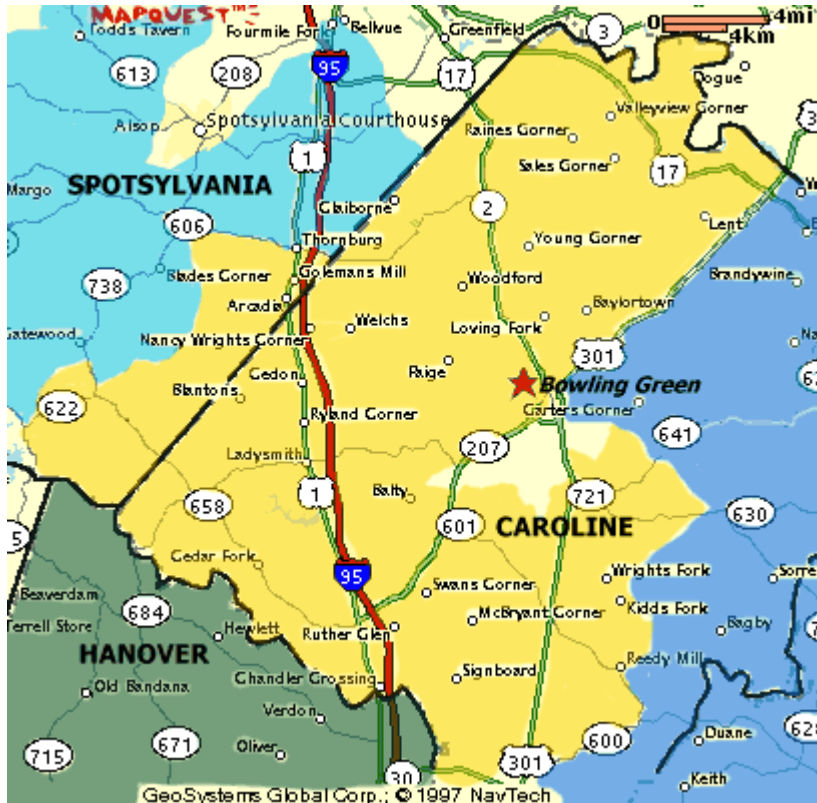 MAPQUEST™
Todds Tavern
Fourmile Fork
Bellvue
Greenfield
3
0 4mi
4km
613
208
95
17
Dogue
Alsop
Spotsylvania Courthouse
Valleyview Corner
Raines Corner
1
Sales Corner
17
SPOTSYLVANIA
Margo
Claiborne
2
606
Lent
Thornburg
Young Corner
Blades Corner
Golemans Mill
Brandywine
738
Arcadia
Woodford
Baylortown
Gatewood
Nancy Wrights Corner
Welchs
Loving Fork
301
Paige
Gedon
Blantons
Bowling Green
622
Ryland Corner
Carters Corner
641
Ladysmith
207
1
Batty
721
658
601
CAROLINE
630
Cedar Fork
95
Wrights Fork
Beaverdam
Swans Corner
684
Kidds Fork
Terrell Store
Hewlett
Ruther Glen
McBryant Corner
Bagby
HANOVER
Reedy Mill
Chandler Crossing
Signboard
Old Bandana
Verdon
628
715
671
Oliver
600
Duane
301
30
Keith
GeoSystems Global Corp.; © 1997 NavTech